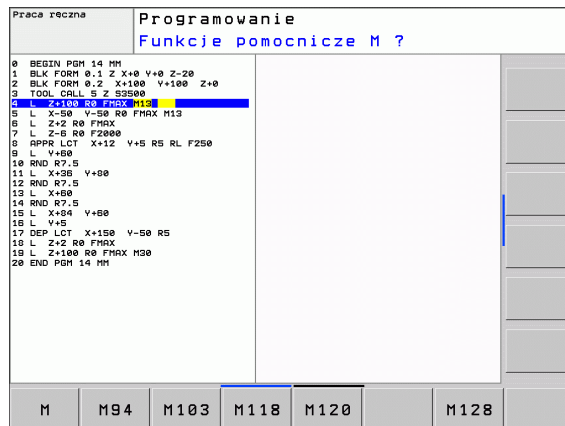 Praca ręczna
Programowanie
Funkcje pomocnicze M ?
0 BEGIN PGM 14 MM
1 BLK FORM 0.1 Z X+0 Y+0 Z-20
2 BLK FORM 0.2 X+100 Y+100 Z+0
3 TOOL CALL 5 Z S3500
4 L Z+100 R0 FMAX M13
5 L X-50 Y-50 R0 FMAX M13
6 L Z+2 R0 FMAX
7 L Z-6 R0 F2000
8 APPR LCT X+12 Y+5 R5 RL F250
9 L Y+60
10 RND R7.5
11 L X+36 Y+80
12 RND R7.5
13 L X+60
14 RND R7.5
15 L X+84 Y+60
16 L Y+5
17 DEP LCT X+150 Y-50 R5
18 L Z+2 R0 FMAX
19 L Z+100 R0 FMAX M30
20 END PGM 14 MM
M M94 M103 M118 M120 M128